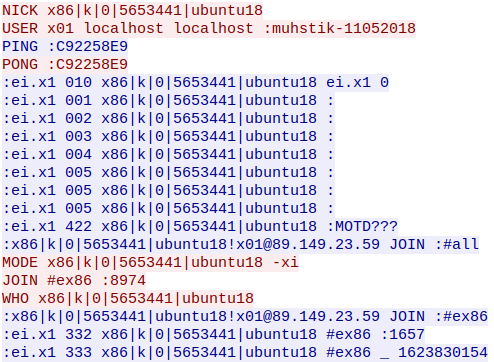 NICK x86|k|0|5653441|ubuntu18
USER x01 localhost localhost :muhstik-11052018
PING :C92258E9
PONG :C92258E9
:ei.x1 010 x86|k|0|5653441|ubuntu18 ei.x1 0
:ei.x1 001 x86|k|0|5653441|ubuntu18 :
:ei.x1 002 x86|k|0|5653441|ubuntu18 :
:ei.x1 003 x86|k|0|5653441|ubuntu18 :
:ei.x1 004 x86|k|0|5653441|ubuntu18 :
:ei.x1 005 x86|k|0|5653441|ubuntu18 :
:ei.x1 005 x86|k|0|5653441|ubuntu18 :
:ei.x1 005 x86|k|0|5653441|ubuntu18 :
:ei.x1 422 x86|k|0|5653441|ubuntu18 :MOTD???
:x86|k|0|5653441|ubuntu18!x01@89.149.23.59 JOIN :#all
MODE x86|k|0|5653441|ubuntu18 -xi
JOIN #ex86 :8974
WHO x86|k|0|5653441|ubuntu18
:x86|k|0|5653441|ubuntu18!x01@89.149.23.59 JOIN :#ex86
:ei.x1 332 x86|k|0|5653441|ubuntu18 #ex86 :1657
:ei.x1 333 x86|k|0|5653441|ubuntu18 #ex86 _ 1623830154